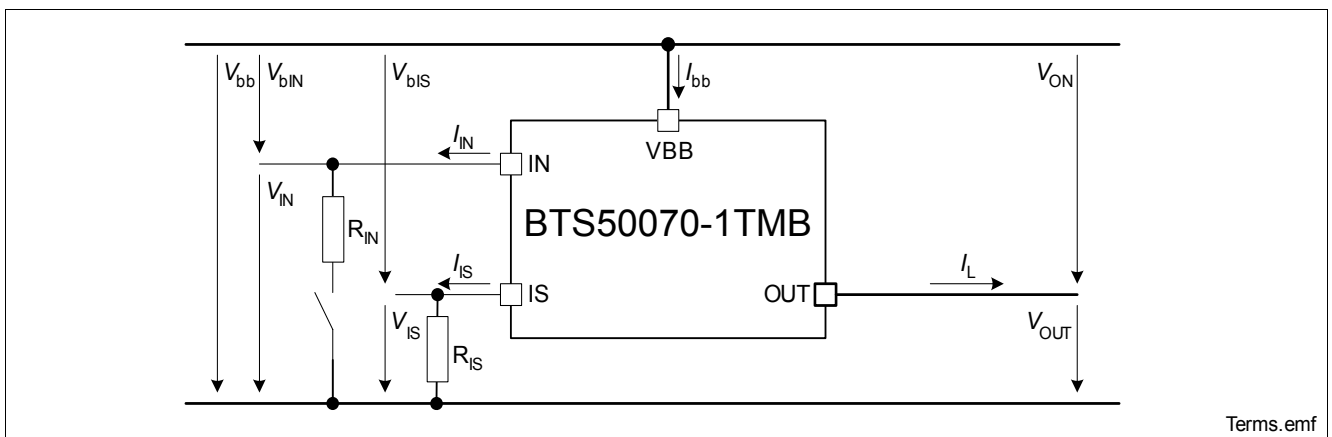 Vbb
VbIN
VbIS
Ibb
VON
VBB
IIN
IN
VIN
RIN
BTS50070-1TMB
IIS
IS
OUT
IL
VIS
RIS
VOUT
Terms.emf